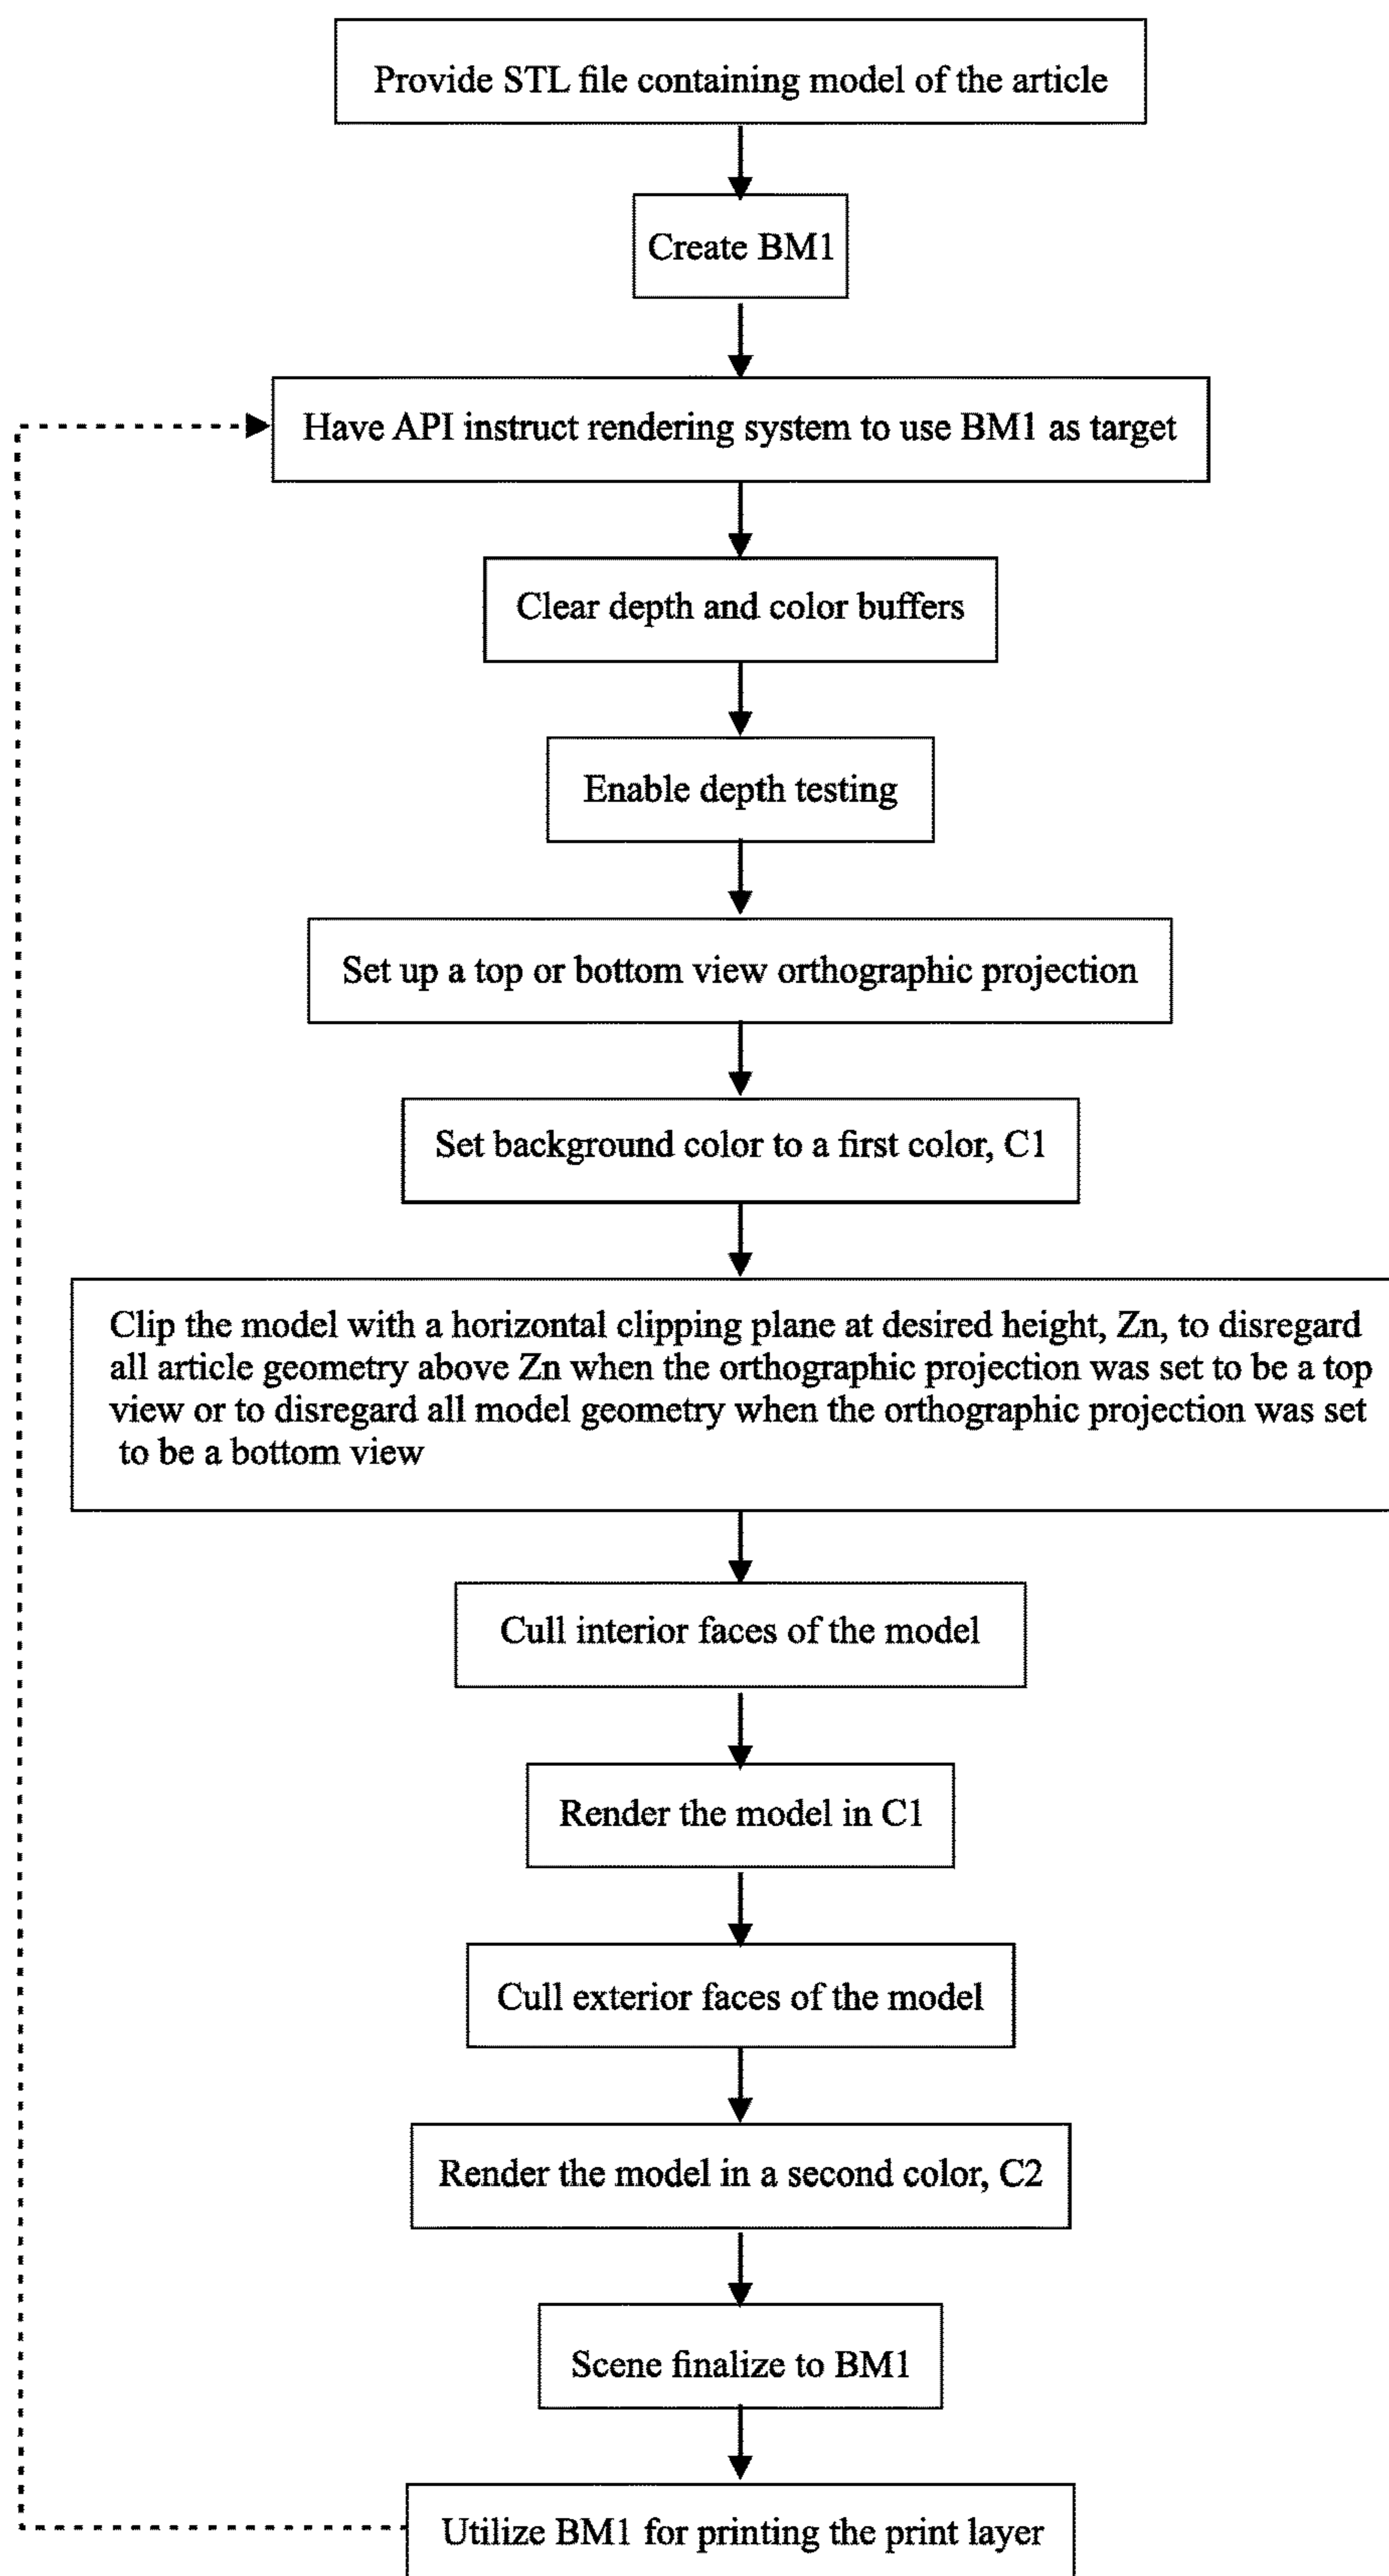 Provide STL file containing model of the article
Create BM1
Have API instruct rendering system to use BM1 as target
Clear depth and color buffers
Enable depth testing
Set up a top or bottom view orthographic projection
Set background color to a first color, C1
Clip the model with a horizontal clipping plane at desired height, Zn, to disregard
all article geometry above Zn when the orthographic projection was set to be a top
view or to disregard all model geometry when the orthographic projection was set
to be a bottom view
Cull interior faces of the model
Render the model in C1
Cull exterior faces of the model
Render the model in a second color, C2
Scene finalize to BM1
Utilize BM1 for printing the print layer